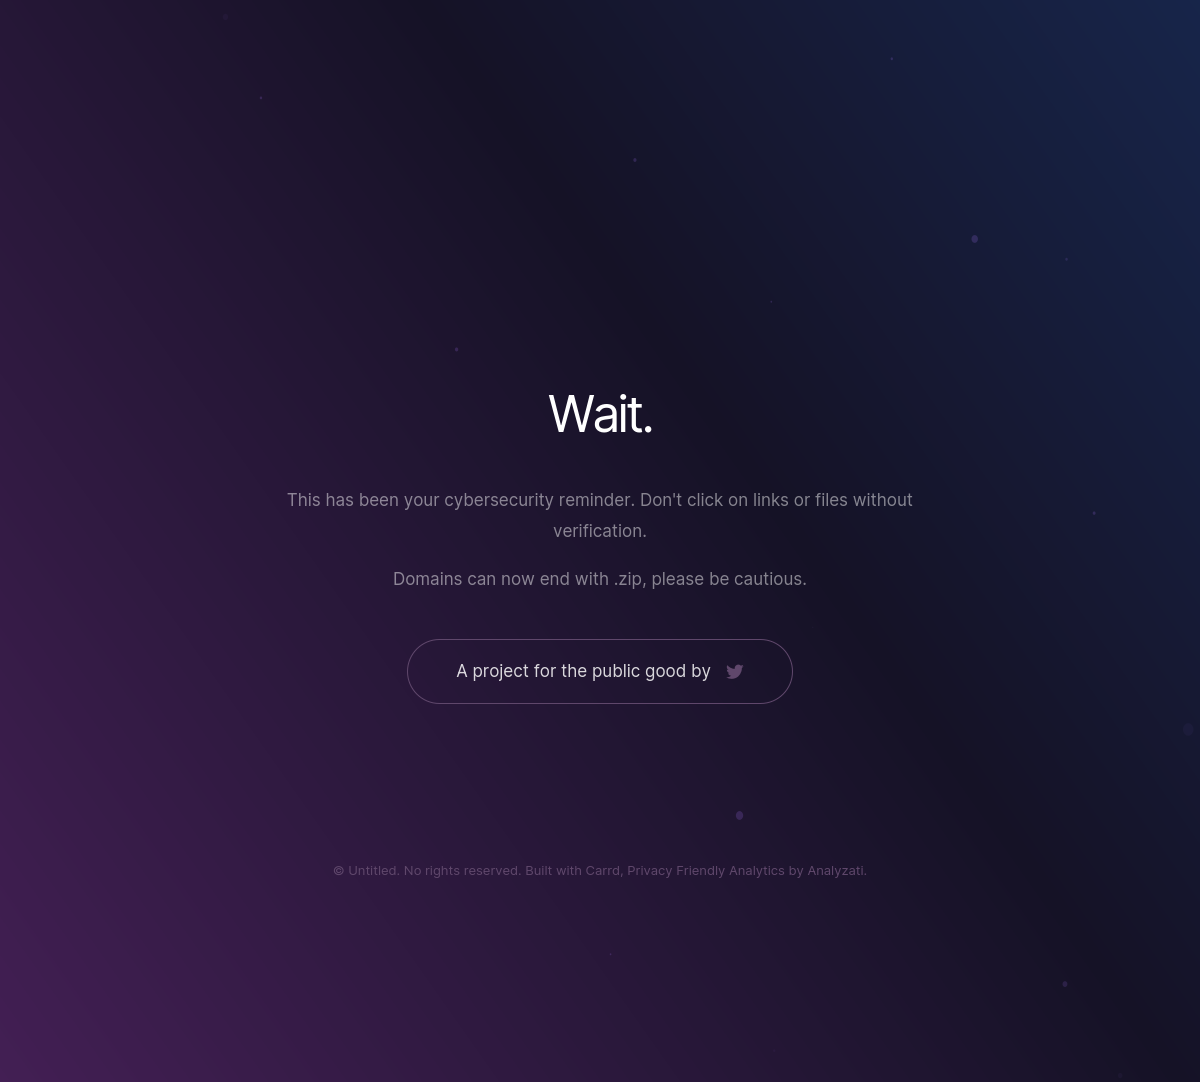 Wait.
This has been your cybersecurity reminder. Don't click on links or files without
verification.
Domains can now end with .zip, please be cautious.
A project for the public good by
© Untitled. No rights reserved. Built with Carrd, Privacy Friendly Analytics by Analyzati.